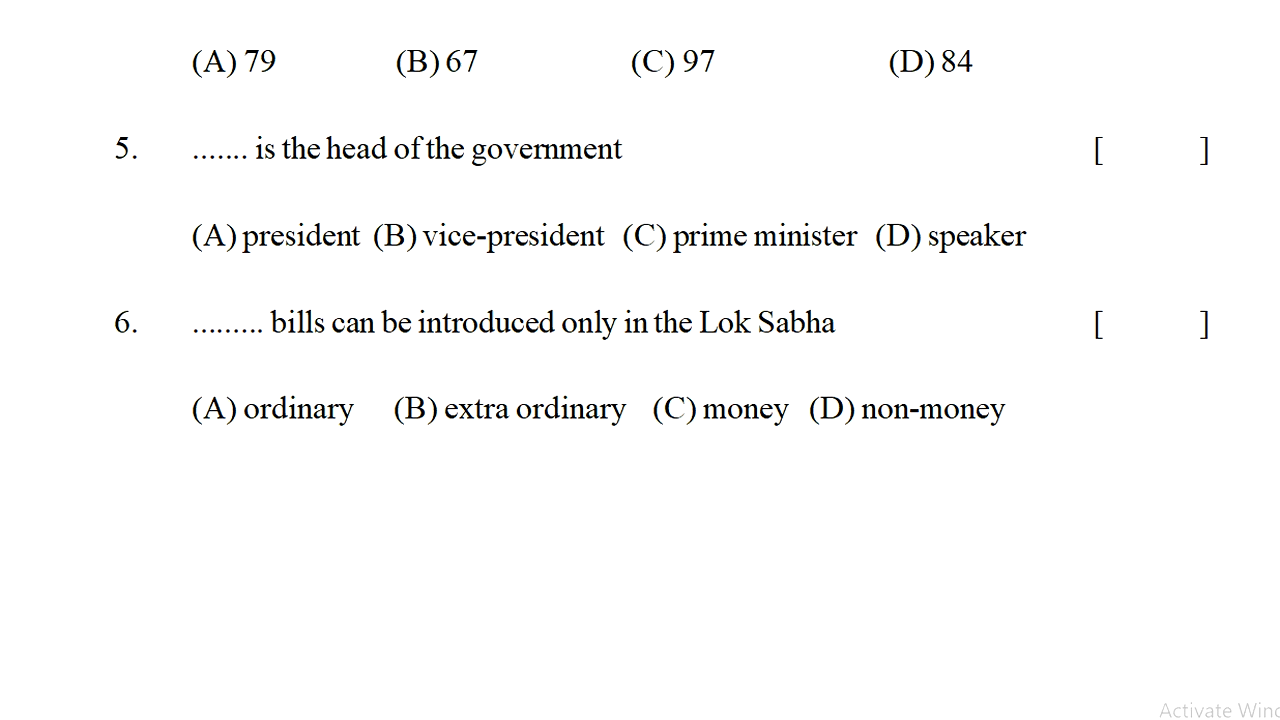 (A) 79 (B) 67 (C) 97 (D) 84
5. ....... is the head of the government [ ]
(A) president (B) vice-president (C) prime minister (D) speaker
6. ......... bills can be introduced only in the Lok Sabha [ ]
(A) ordinary (B) extra ordinary (C) money (D) non-money
Activate